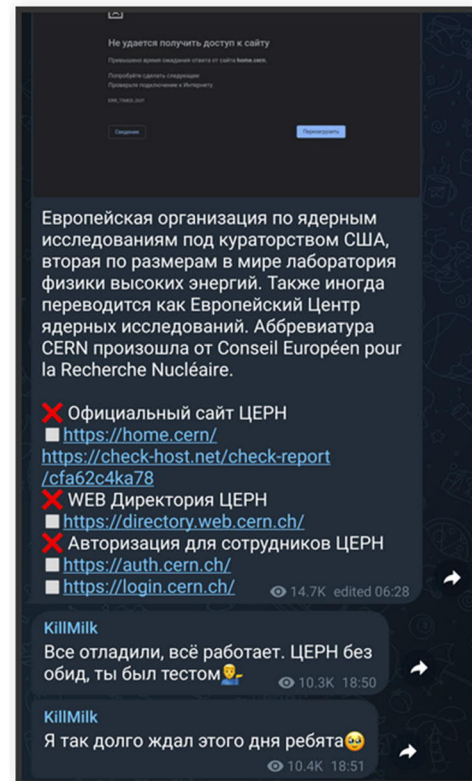 Не удается получить доступ к сайту
Превышено время ожидания ответа от сайта home.cern.
Попробуйте сделать следующее:
Проверьте подключение к Интернету
ERR_TIMED_OUT
Сведения
Перезагрузить
Европейская организация по ядерным
исследованиям под кураторством США,
вторая по размерам в мире лаборатория
физики высоких энергий. Также иногда
переводится как Европейский Центр
ядерных исследований. Аббревиатура
CERN произошла от Conseil Européen pour
la Recherche Nucléaire.
❌ Официальный сайт ЦЕРН
◻️https://home.cern/
https://check-host.net/check-report
/cfa62c4ka78
❌ WEB Директория ЦЕРН
◻️https://directory.web.cern.ch/
❌ Авторизация для сотрудников ЦЕРН
◻️https://auth.cern.ch/
◻️https://login.cern.ch/ 14.7K edited 06:28
KillMilk
Все отладили, всё работает. ЦЕРН без
обид, ты был тестом💁‍♂️ 10.3K 18:50
KillMilk
Я так долго ждал этого дня ребята🥹
10.4K 18:51